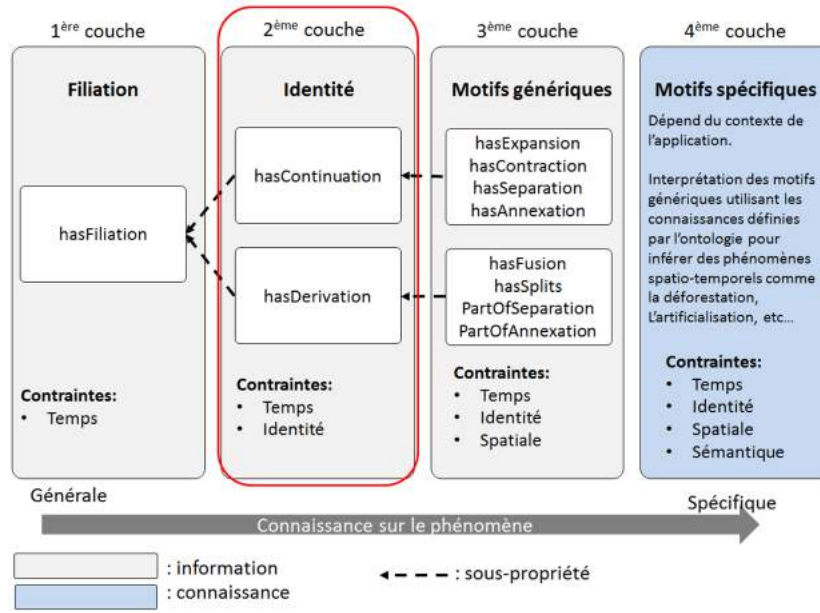 1ère couche
2ème couche
3ème couche
4ème couche
Filiation
hasFiliation
Contraintes:
• Temps
Identité
hasContinuation
hasDerivation
Contraintes:
• Temps
• Identité
Motifs génériques
hasExpansion
hasContraction
hasSeparation
hasAnnexation
hasFusion
hasSplits
PartOfSeparation
PartOfAnnexation
Contraintes:
• Temps
• Identité
• Spatiale
Motifs spécifiques
Dépend du contexte de
l'application.
Interprétation des motifs
génériques utilisant les
connaissances définies
par l'ontologie pour
inférer des phénomènes
spatio-temporels comme
la déforestation,
L'artificialisation, etc...
Contraintes:
• Temps
• Identité
• Spatiale
• Sémantique
Générale
Spécifique
Connaissance sur le phénomène
: information
: connaissance
: sous-propriété